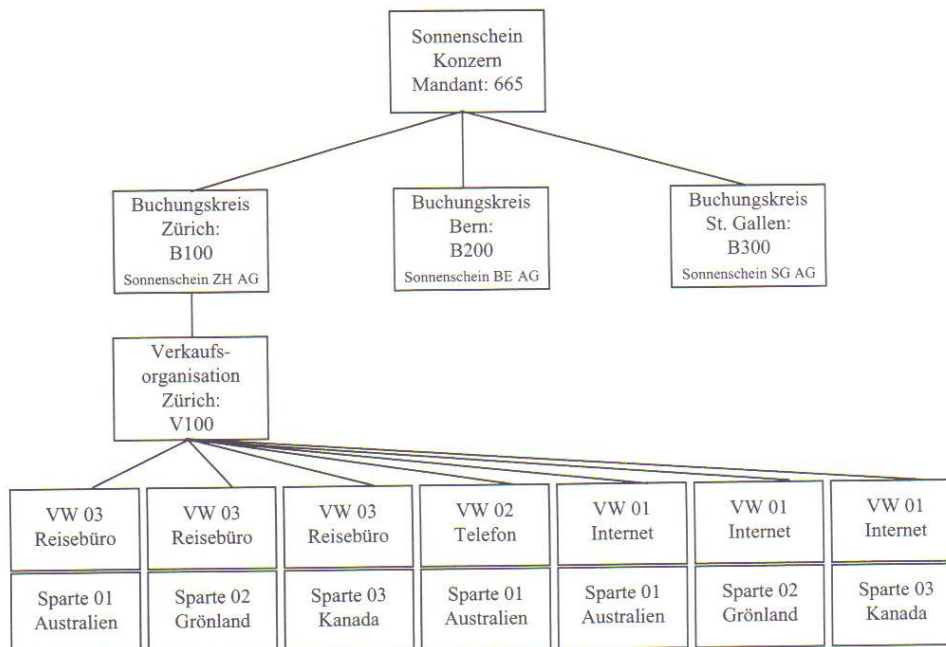 Sonnenschein
Konzern
Mandant: 665
Buchungskreis
Zürich:
B100
Sonnenschein ZH AG
Buchungskreis
Bern:
B200
Sonnenschein BE AG
Buchungskreis
St. Gallen:
B300
Sonnenschein SG AG
Verkaufs-
organisation
Zürich:
V100
VW 03
Reisebüro
VW 03
Reisebüro
VW 03
Reisebüro
VW 02
Telefon
VW 01
Internet
VW 01
Internet
VW 01
Internet
Sparte 01
Australien
Sparte 02
Grönland
Sparte 03
Kanada
Sparte 01
Australien
Sparte 01
Australien
Sparte 02
Grönland
Sparte 03
Kanada